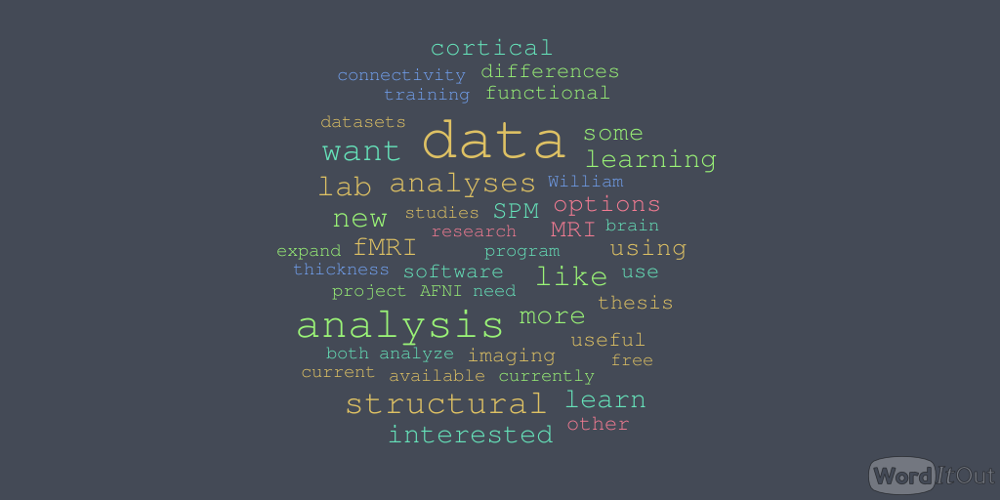 cortical
connectivity differences
training functional
datasets data some
want learning
lab analyses William
new studies SPM options
research MRI brain
expand fMRI program using
thickness software like use
project AFNI need thesis
analysis more
both analyze imaging useful
current available currently free
structural learn
interested other
WordItOut